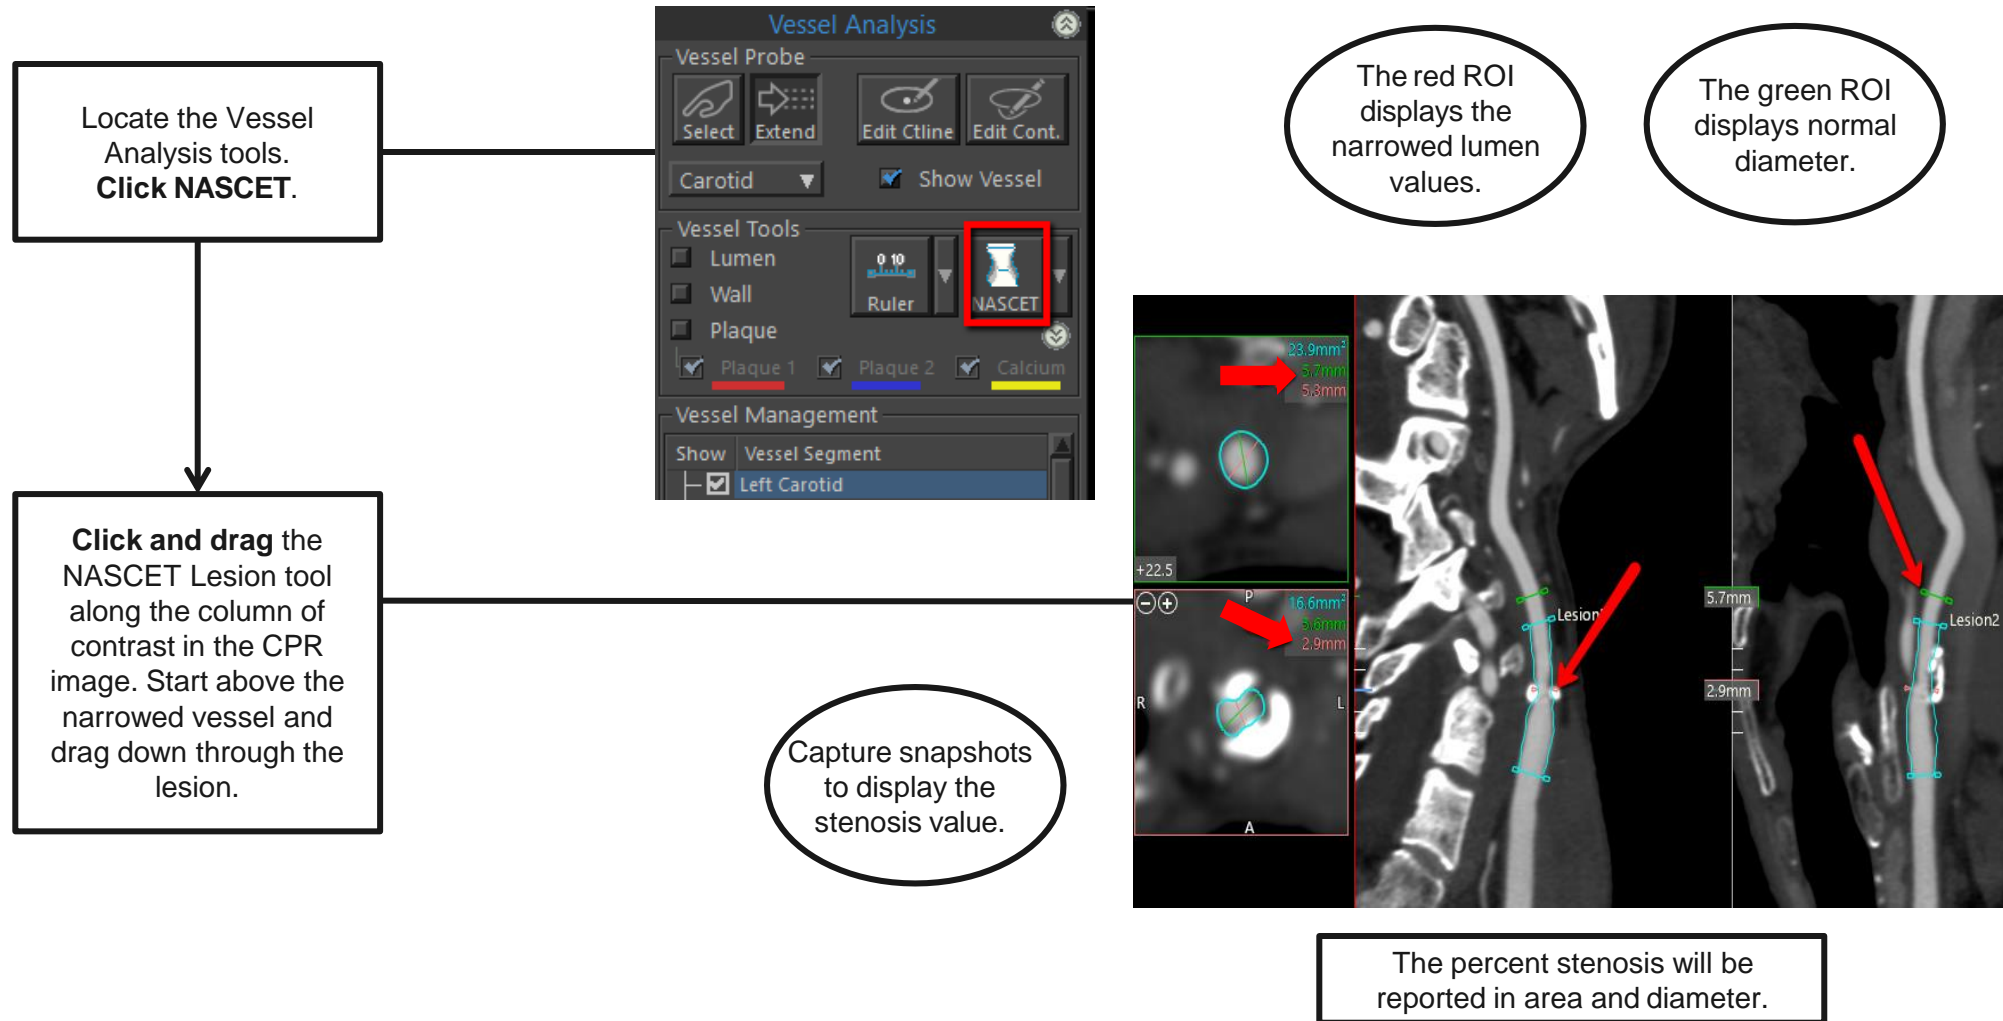 Locate the Vessel
Analysis tools.
Click NASCET.
Click and drag the
NASCET Lesion tool
along the column of
contrast in the CPR
image. Start above the
narrowed vessel and
drag down through the
lesion.
Vessel Analysis
Vessel Probe
Select
Extend
Edit Ctline
Edit Cont.
Carotid
Show Vessel
Vessel Tools
Lumen
Wall
Plaque
0 10
Ruler
NASCET
Plaque 1
Plaque 2
Calcium
Vessel Management
Show
Vessel Segment
Left Carotid
The red ROI
displays the
narrowed lumen
values.
The green ROI
displays normal
diameter.
Capture snapshots
to display the
stenosis value.
23.9mm²
5.7mm
5.3mm
+22.5
P
16.6mm²
5.6mm
2.9mm
R
L
A
Lesion
5.7mm
2.9mm
Lesion2
The percent stenosis will be
reported in area and diameter.